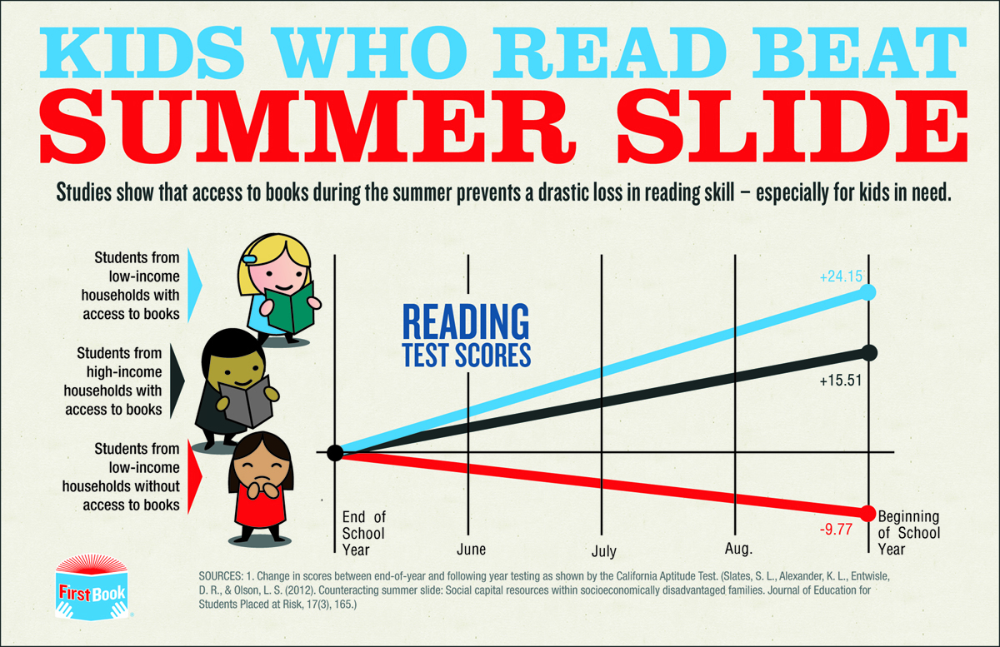 KIDS WHO READ BEAT
SUMMER SLIDE
Studies show that access to books during the summer prevents a drastic loss in reading skill – especially for kids in need.
Students from
low-income
households with
access to books
Students from
high-income
households with
access to books
Students from
low-income
households without
access to books
READING
TEST SCORES
+24.15
+15.51
-9.77
End of
School
Year
June
July
Aug.
Beginning
of School
Year
First Book®
SOURCES: 1. Change in scores between end-of-year and following year testing as shown by the California Aptitude Test. (Slates, S. L., Alexander, K. L., Entwisle,
D. R., & Olson, L. S. (2012). Counteracting summer slide: Social capital resources within socioeconomically disadvantaged families. Journal of Education for
Students Placed at Risk, 17(3), 165.)